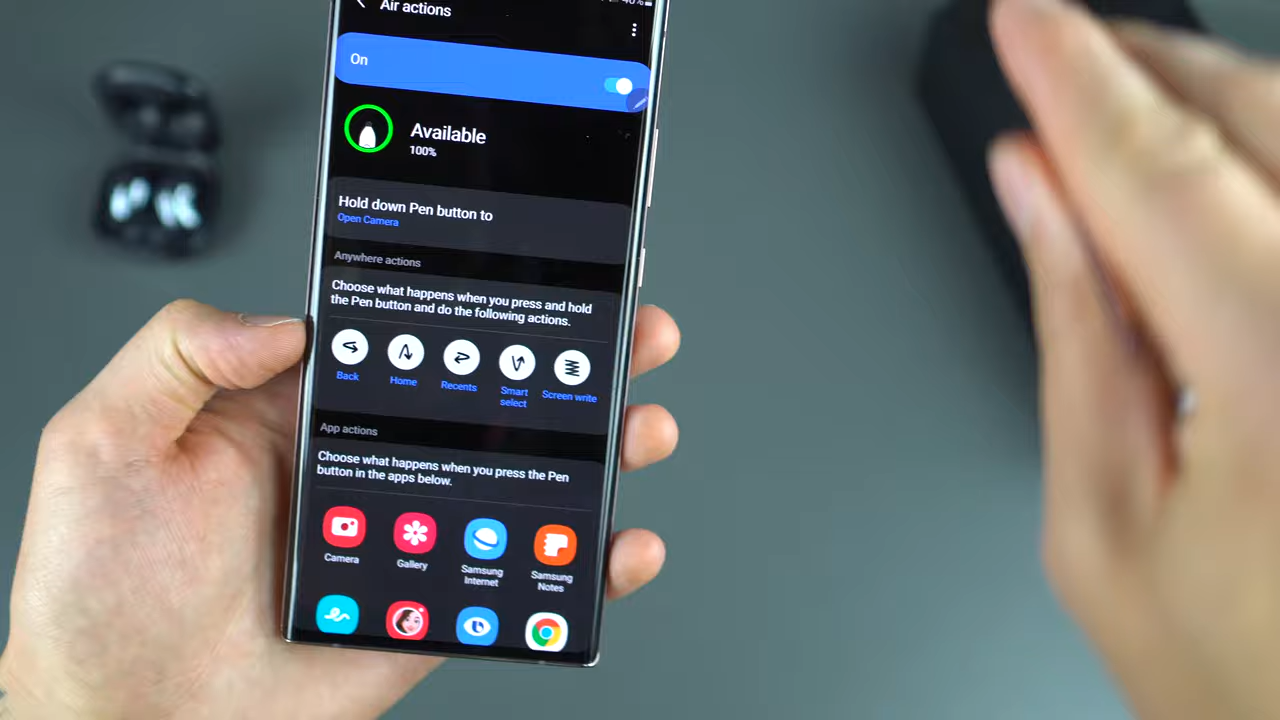 Air actions
On
Available
100%
Hold down Pen button to
Open Camera
Anywhere actions
Choose what happens when you press and hold
the Pen button and do the following actions.
Back
Home
Recents
Smart
select
Screen write
App actions
Choose what happens when you press the Pen
button in the apps below.
Camera
Gallery
Samsung
Internet
Samsung
Notes